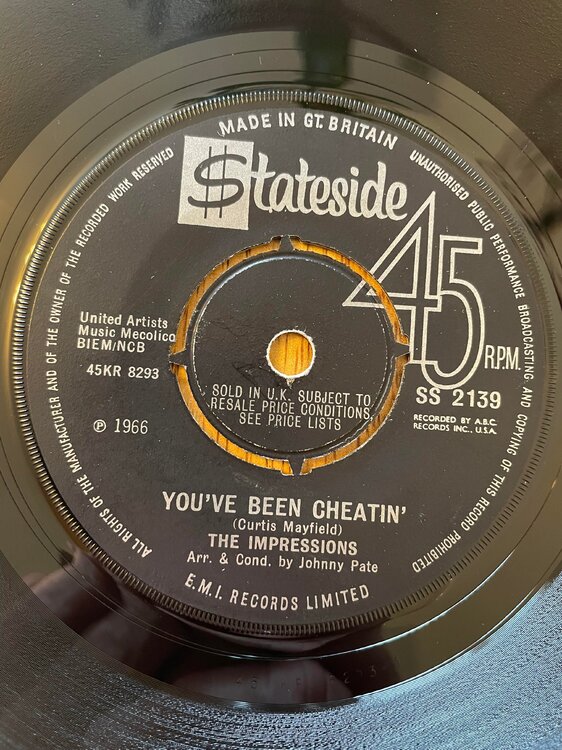 MADE IN GT. BRITAIN
UNAUTHORISED PUBLIC PERFORMANCE BROADCASTING AND COPYING OF THIS RECORD PROHIBITED
ALL RIGHTS OF THE MANUFACTURER AND OF THE OWNER OF THE RECORDED WORK RESERVED
$tateside
45
R.P.M.
United Artists
Music Mecolico
BIEM/NCB
45KR 8293
SS 2139
RECORDED BY A.B.C.
RECORDS INC., U.S.A.
℗ 1966
SOLD IN U.K. SUBJECT TO
RESALE PRICE CONDITIONS,
SEE PRICE LISTS
YOU'VE BEEN CHEATIN'
(Curtis Mayfield)
THE IMPRESSIONS
Arr. & Cond. by Johnny Pate
E.M.I. RECORDS LIMITED